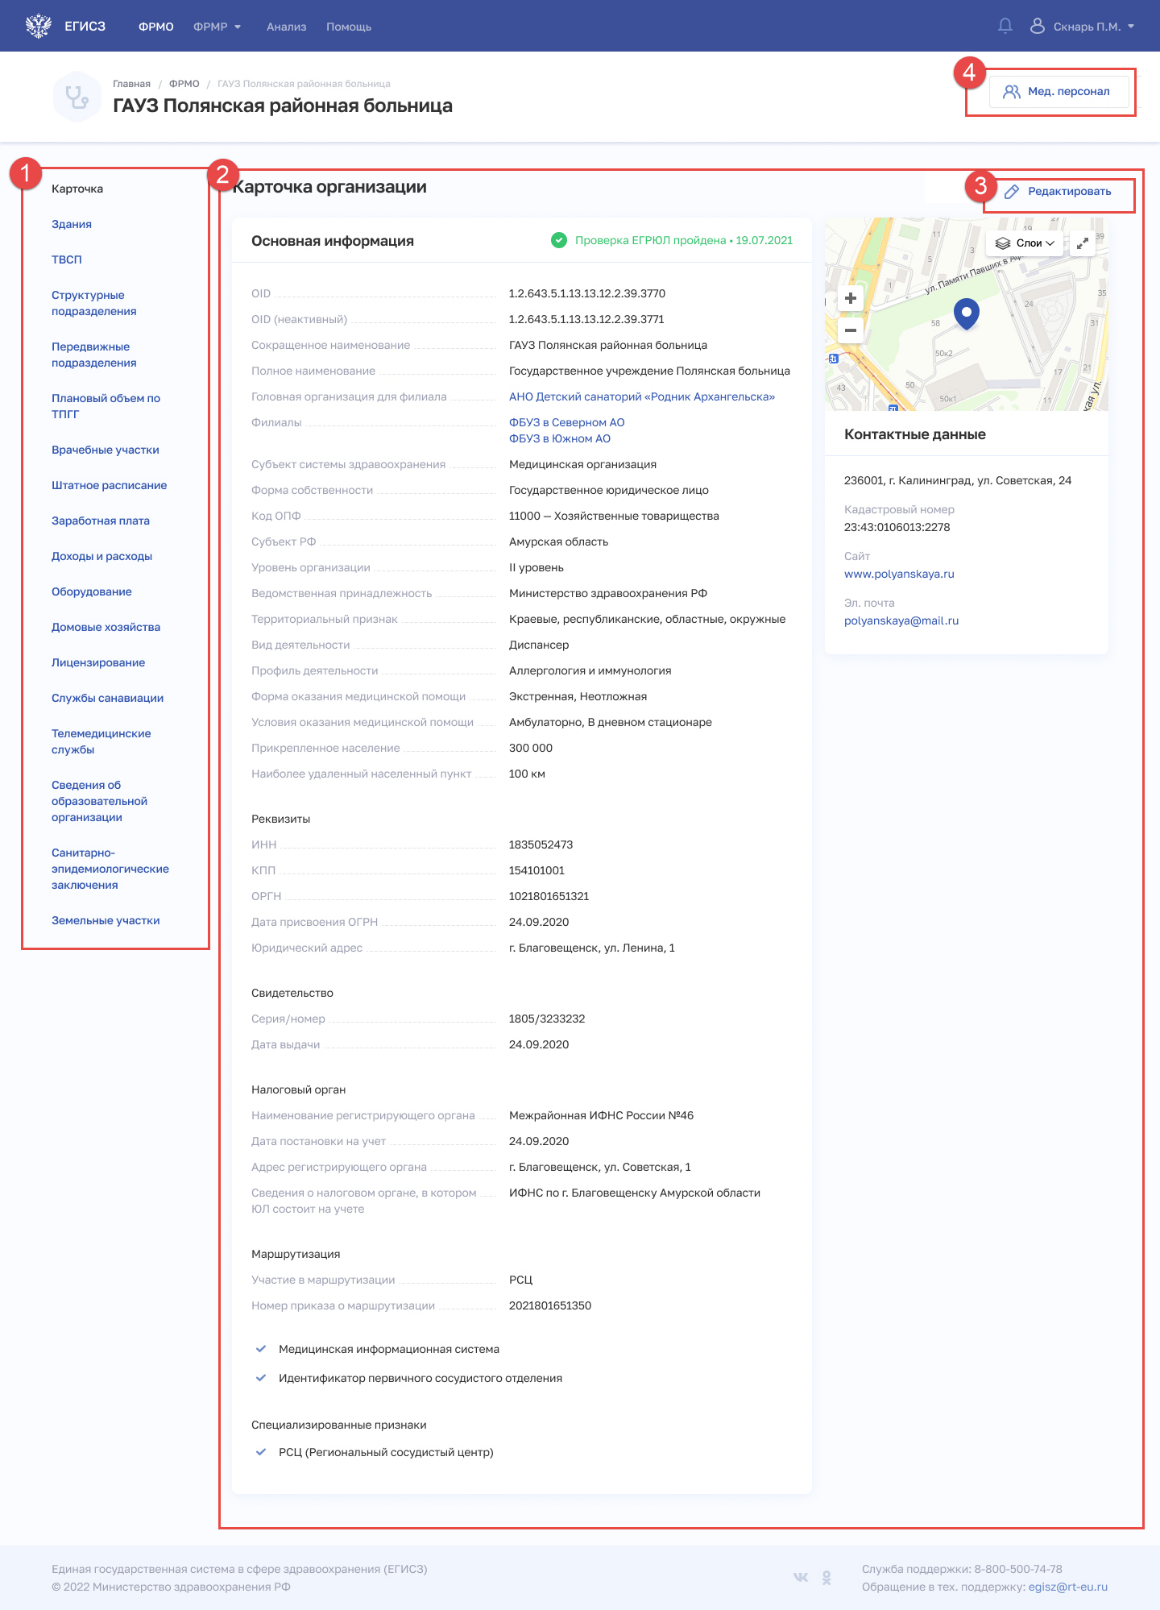 ЕГИСЗ ФРМО ФРМР Анализ Помощь Скнарь П.М.
Главная / ФРМО / ГАУЗ Полянская районная больница
ГАУЗ Полянская районная больница
4
Мед. персонал
1
Карточка
Здания
ТВСП
Структурные
подразделения
Передвижные
подразделения
Плановый объем по
ТПГГ
Врачебные участки
Штатное расписание
Заработная плата
Доходы и расходы
Оборудование
Домовые хозяйства
Лицензирование
Службы санавиации
Телемедицинские
службы
Сведения об
образовательной
организации
Санитарно-
эпидемиологические
заключения
Земельные участки
2
Карточка организации
3
Редактировать
Основная информация
Проверка ЕГРЮЛ пройдена • 19.07.2021
OID 1.2.643.5.1.13.13.12.2.39.3770
OID (неактивный) 1.2.643.5.1.13.13.12.2.39.3771
Сокращенное наименование ГАУЗ Полянская районная больница
Полное наименование Государственное учреждение Полянская больница
Головная организация для филиала АНО Детский санаторий «Родник Архангельска»
Филиалы ФБУЗ в Северном АО
ФБУЗ в Южном АО
Субъект системы здравоохранения Медицинская организация
Форма собственности Государственное юридическое лицо
Код ОПФ 11000 — Хозяйственные товарищества
Субъект РФ Амурская область
Уровень организации II уровень
Ведомственная принадлежность Министерство здравоохранения РФ
Территориальный признак Краевые, республиканские, областные, окружные
Вид деятельности Диспансер
Профиль деятельности Аллергология и иммунология
Форма оказания медицинской помощи Экстренная, Неотложная
Условия оказания медицинской помощи Амбулаторно, В дневном стационаре
Прикрепленное население 300 000
Наиболее удаленный населенный пункт 100 км
Реквизиты
ИНН 1835052473
КПП 154101001
ОРГН 1021801651321
Дата присвоения ОГРН 24.09.2020
Юридический адрес г. Благовещенск, ул. Ленина, 1
Свидетельство
Серия/номер 1805/3233232
Дата выдачи 24.09.2020
Налоговый орган
Наименование регистрирующего органа Межрайонная ИФНС России №46
Дата постановки на учет 24.09.2020
Адрес регистрирующего органа г. Благовещенск, ул. Советская, 1
Сведения о налоговом органе, в котором ИФНС по г. Благовещенску Амурской области
ЮЛ состоит на учете
Маршрутизация
Участие в маршрутизации РСЦ
Номер приказа о маршрутизации 2021801651350
Медицинская информационная система
Идентификатор первичного сосудистого отделения
Специализированные признаки
РСЦ (Региональный сосудистый центр)
Слои
ул. Памяти Павших в
24
35
58
50к2
50
50к1
43
кая ул.
Контактные данные
236001, г. Калининград, ул. Советская, 24
Кадастровый номер
23:43:0106013:2278
Сайт
www.polyanskaya.ru
Эл. почта
polyanskaya@mail.ru
Единая государственная система в сфере здравоохранения (ЕГИСЗ)
© 2022 Министерство здравоохранения РФ
Служба поддержки: 8-800-500-74-78
Обращение в тех. поддержку: egisz@rt-eu.ru